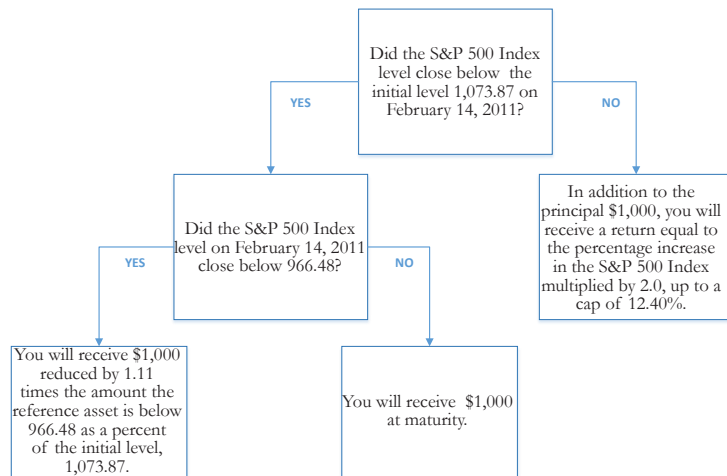 Did the S&P 500 Index
level close below the
initial level 1,073.87 on
February 14, 2011?
YES
NO
Did the S&P 500 Index
level on February 14, 2011
close below 966.48?
In addition to the
principal $1,000, you will
receive a return equal to
the percentage increase
in the S&P 500 Index
multiplied by 2.0, up to a
cap of 12.40%.
YES
NO
You will receive $1,000
reduced by 1.11
times the amount the
reference asset is below
966.48 as a percent
of the initial level,
1,073.87.
You will receive $1,000
at maturity.